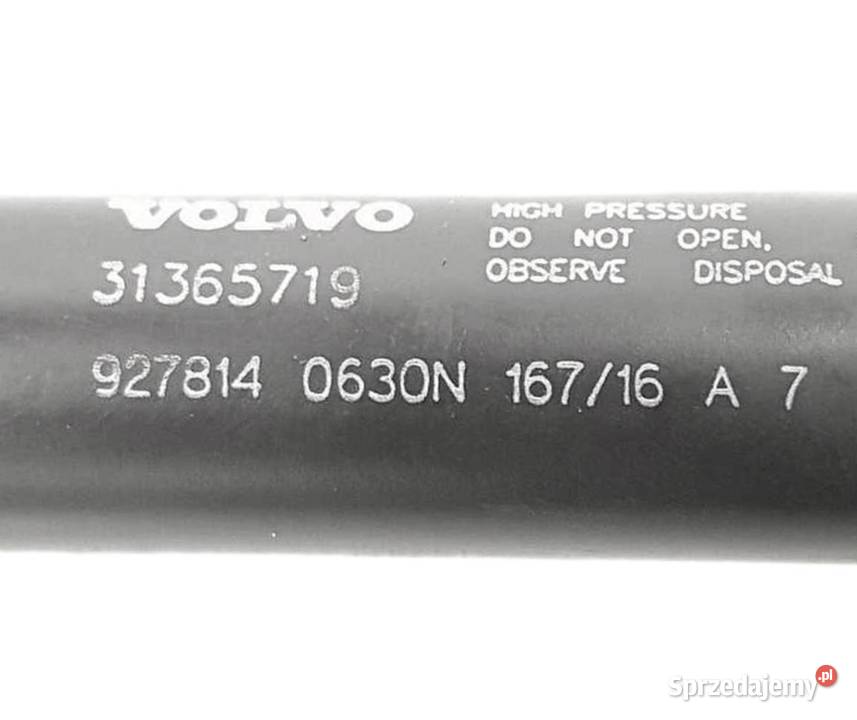 VOLVO
31365719
HIGH PRESSURE
DO NOT OPEN.
OBSERVE DISPOSAL
927814 0630N 167/16 A 7
Sprzedajemy.pl